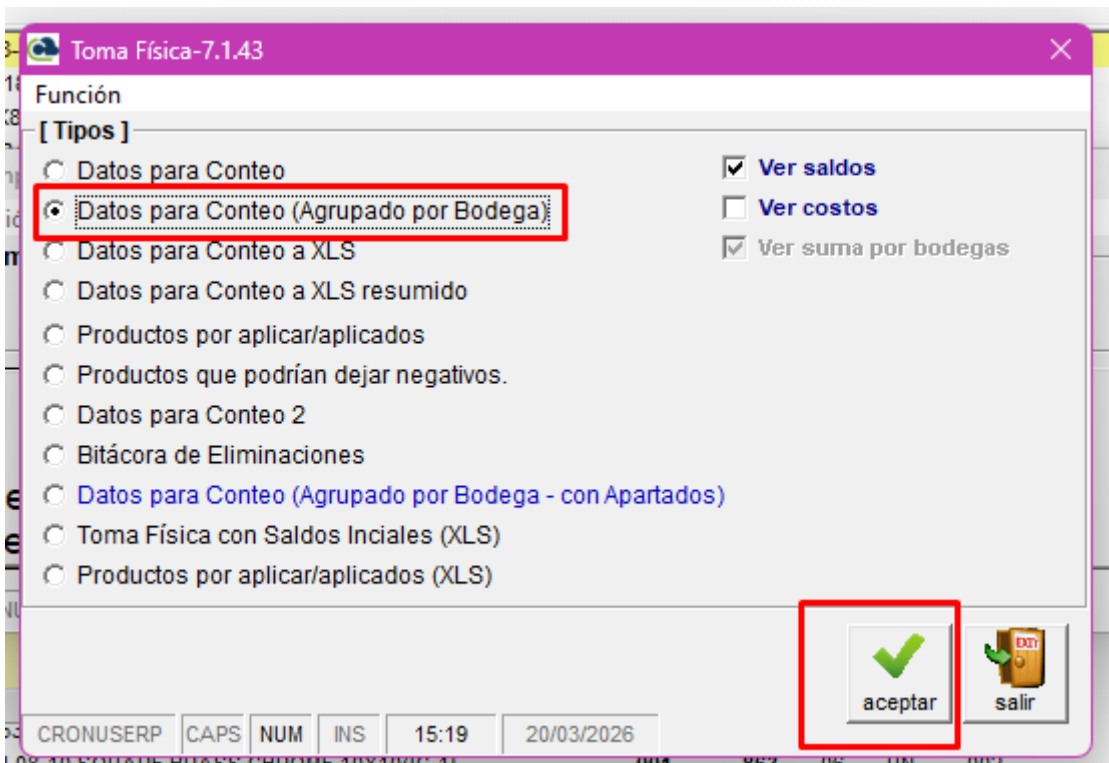 Toma Física-7.1.43
Función
[ Tipos ]
Datos para Conteo
Ver saldos
Datos para Conteo (Agrupado por Bodega)
Ver costos
Datos para Conteo a XLS
Ver suma por bodegas
Datos para Conteo a XLS resumido
Productos por aplicar/aplicados
Productos que podrían dejar negativos.
Datos para Conteo 2
Bitácora de Eliminaciones
Datos para Conteo (Agrupado por Bodega - con Apartados)
Toma Física con Saldos Inciales (XLS)
Productos por aplicar/aplicados (XLS)
EXIT
aceptar
salir
CRONUSERP CAPS NUM INS 15:19 20/03/2026